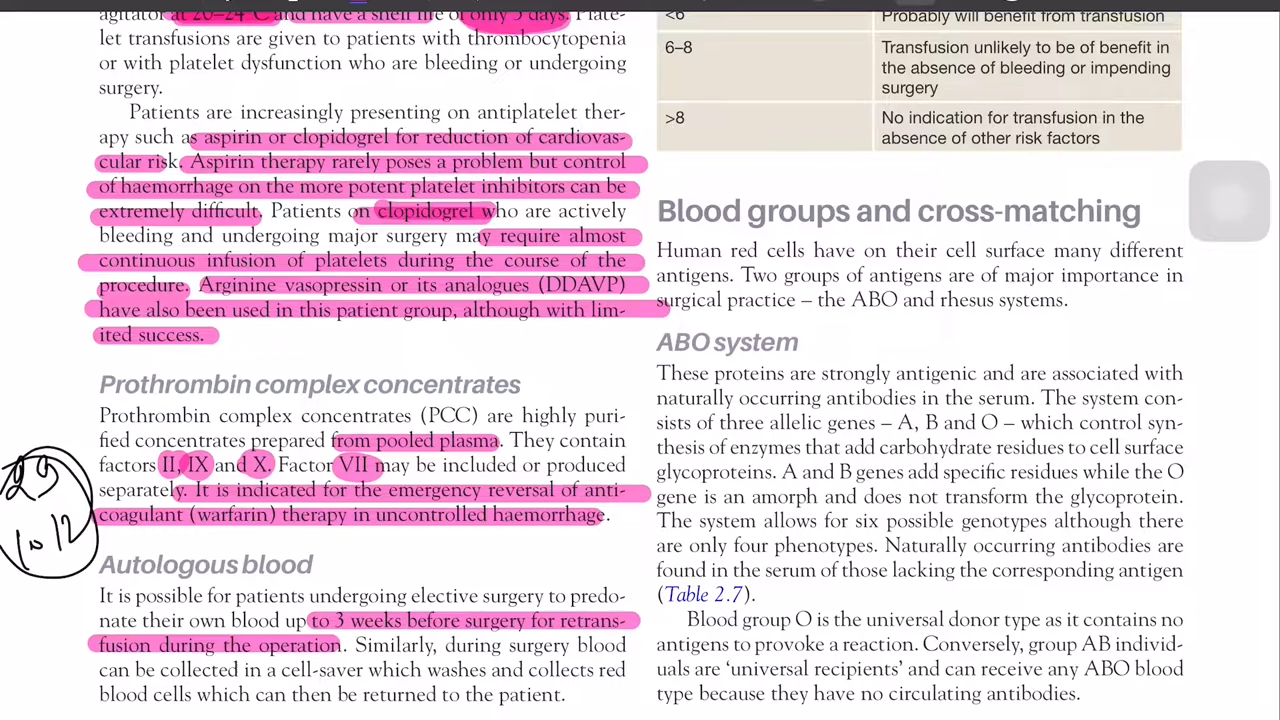 agitator at 20–24°C and have a shelf life of only 5 days. Plate-
let transfusions are given to patients with thrombocytopenia
or with platelet dysfunction who are bleeding or undergoing
surgery.
Patients are increasingly presenting on antiplatelet ther-
apy such as aspirin or clopidogrel for reduction of cardiovas-
cular risk. Aspirin therapy rarely poses a problem but control
of haemorrhage on the more potent platelet inhibitors can be
extremely difficult. Patients on clopidogrel who are actively
bleeding and undergoing major surgery may require almost
continuous infusion of platelets during the course of the
procedure. Arginine vasopressin or its analogues (DDAVP)
have also been used in this patient group, although with lim-
ited success.
Prothrombin complex concentrates
Prothrombin complex concentrates (PCC) are highly puri-
fied concentrates prepared from pooled plasma. They contain
factors II, IX and X. Factor VII may be included or produced
separately. It is indicated for the emergency reversal of anti-
coagulant (warfarin) therapy in uncontrolled haemorrhage.
Autologous blood
It is possible for patients undergoing elective surgery to predo-
nate their own blood up to 3 weeks before surgery for retrans-
fusion during the operation. Similarly, during surgery blood
can be collected in a cell-saver which washes and collects red
blood cells which can then be returned to the patient.
<6 Probably will benefit from transfusion
6–8 Transfusion unlikely to be of benefit in
the absence of bleeding or impending
surgery
>8 No indication for transfusion in the
absence of other risk factors
Blood groups and cross-matching
Human red cells have on their cell surface many different
antigens. Two groups of antigens are of major importance in
surgical practice – the ABO and rhesus systems.
ABO system
These proteins are strongly antigenic and are associated with
naturally occurring antibodies in the serum. The system con-
sists of three allelic genes – A, B and O – which control syn-
thesis of enzymes that add carbohydrate residues to cell surface
glycoproteins. A and B genes add specific residues while the O
gene is an amorph and does not transform the glycoprotein.
The system allows for six possible genotypes although there
are only four phenotypes. Naturally occurring antibodies are
found in the serum of those lacking the corresponding antigen
(Table 2.7).
Blood group O is the universal donor type as it contains no
antigens to provoke a reaction. Conversely, group AB individ-
uals are ‘universal recipients’ and can receive any ABO blood
type because they have no circulating antibodies.